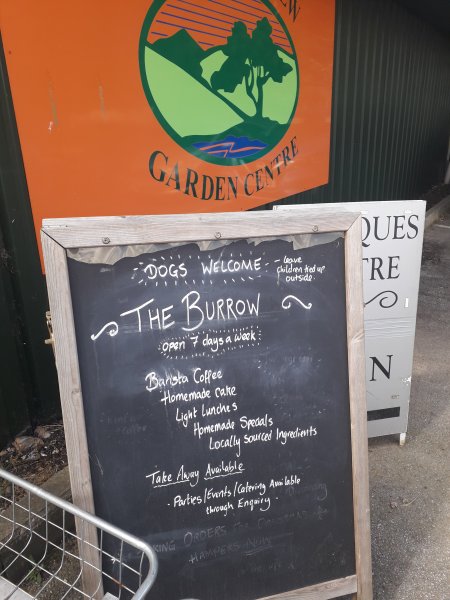 GARDEN CENTRE
DOGS WELCOME - leave
children tied up
outside.
THE BURROW
open 7 days a week
Barista Coffee
Homemade Cake
Light Lunches
Homemade Specials
Locally Sourced Ingredients
Take Away Available
- Parties/Events/Catering Available
through Enquiry.
ORDERS FOR
HAMPERS NOW
QUES
TRE
N